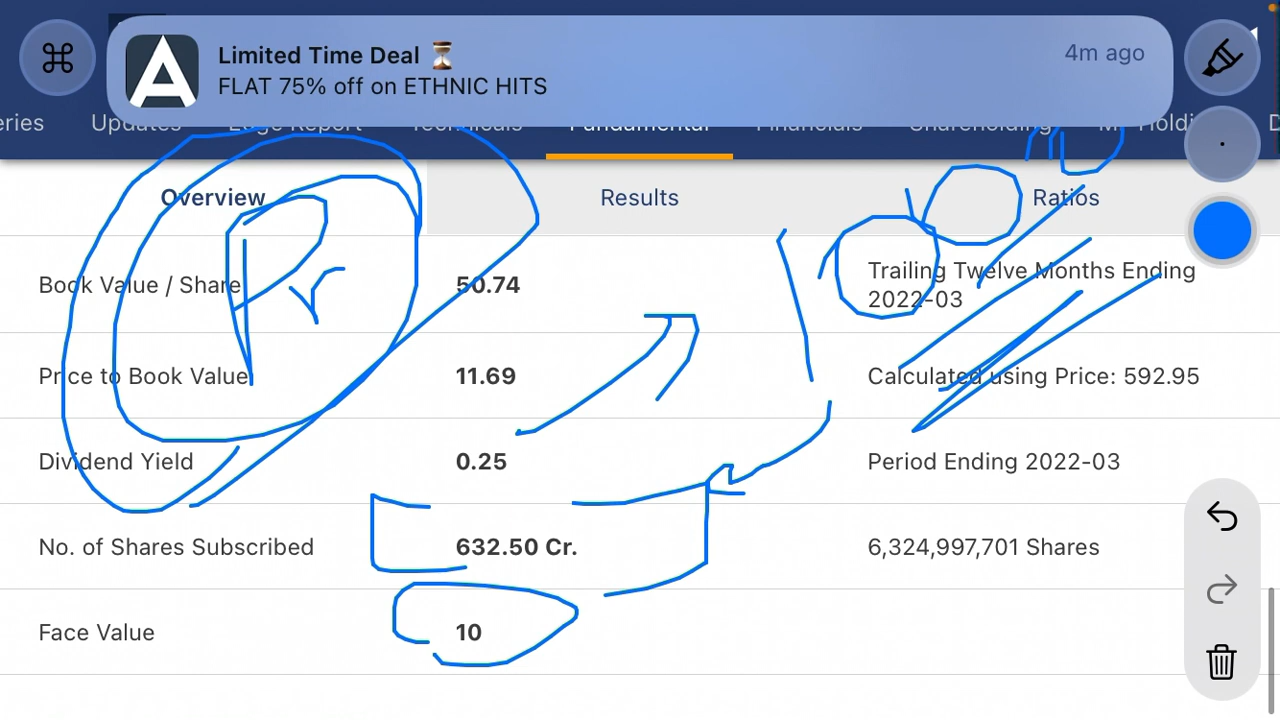 Limited Time Deal ⏳ 4m ago
FLAT 75% off on ETHNIC HITS
Overview Results Ratios
Book Value / Share 50.74 Trailing Twelve Months Ending
2022-03
Price to Book Value 11.69 Calculated using Price: 592.95
Dividend Yield 0.25 Period Ending 2022-03
No. of Shares Subscribed 632.50 Cr. 6,324,997,701 Shares
Face Value 10